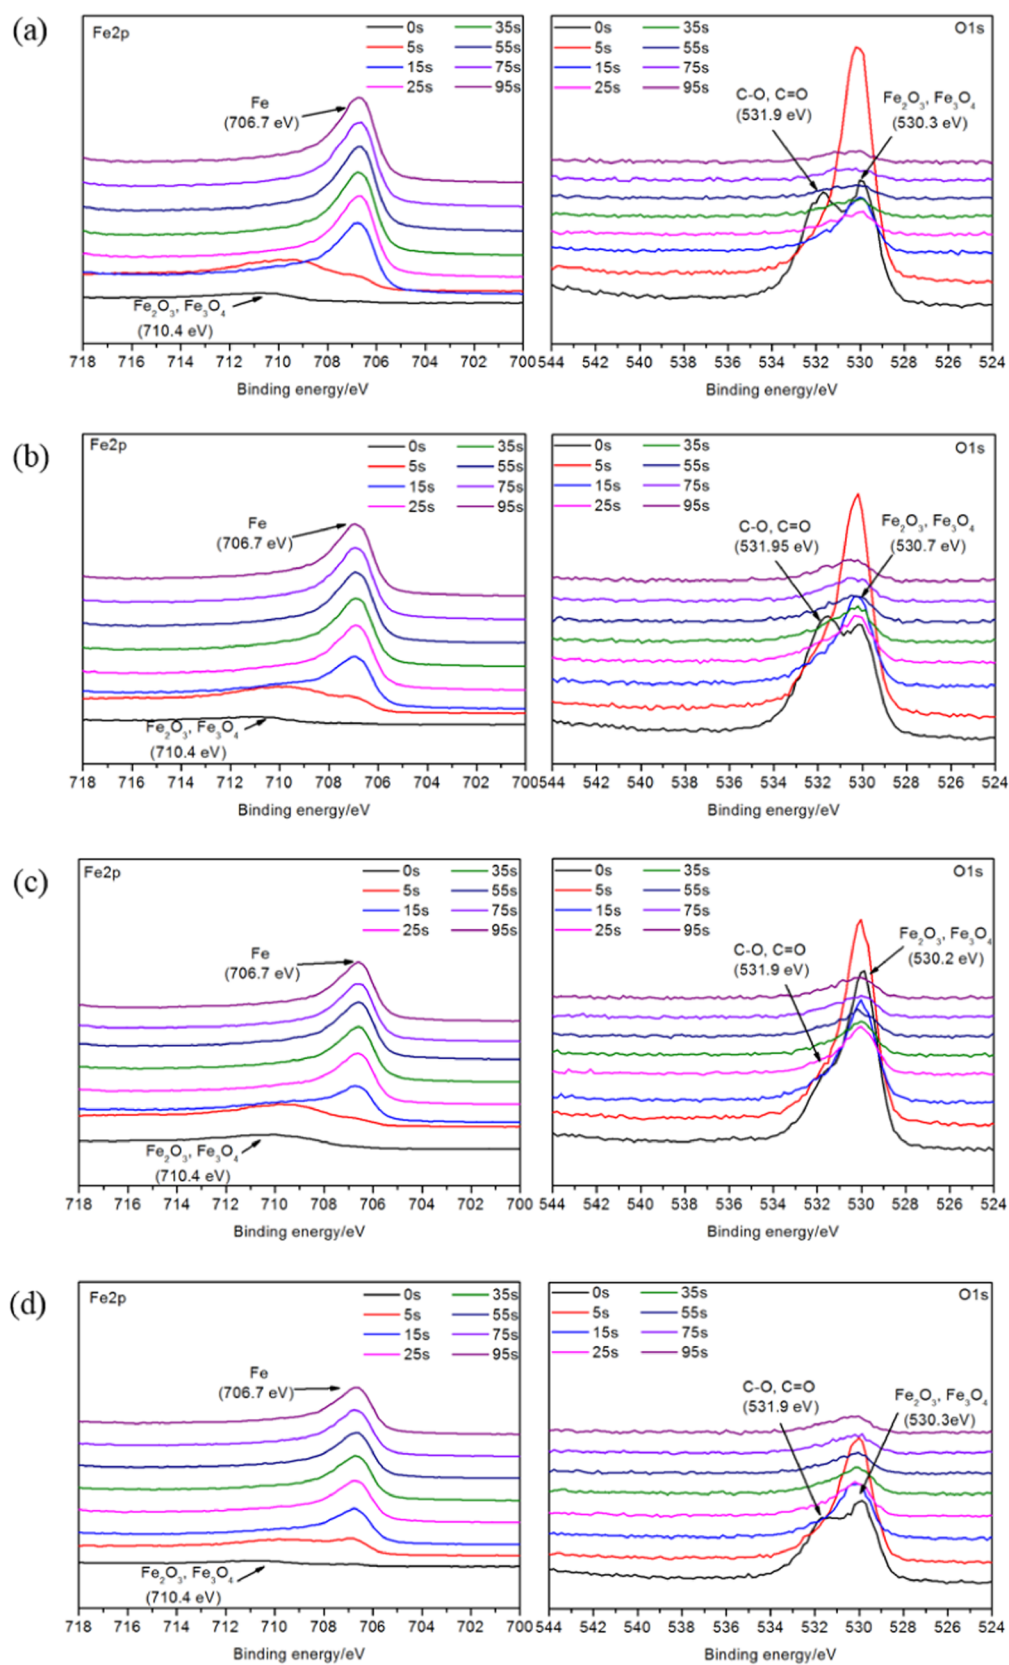 (a)
Fe2p
0s 35s
5s 55s
15s 75s
25s 95s
Fe
(706.7 eV)
Fe₂O₃, Fe₃O₄
(710.4 eV)
718 716 714 712 710 708 706 704 702 700
Binding energy/eV
O1s
0s 35s
5s 55s
15s 75s
25s 95s
C-O, C=O
(531.9 eV)
Fe₂O₃, Fe₃O₄
(530.3 eV)
544 542 540 538 536 534 532 530 528 526 524
Binding energy/eV
(b)
Fe2p
0s 35s
5s 55s
15s 75s
25s 95s
Fe
(706.7 eV)
Fe₂O₃, Fe₃O₄
(710.4 eV)
718 716 714 712 710 708 706 704 702 700
Binding energy/eV
O1s
0s 35s
5s 55s
15s 75s
25s 95s
C-O, C=O
(531.95 eV)
Fe₂O₃, Fe₃O₄
(530.7 eV)
544 542 540 538 536 534 532 530 528 526 524
Binding energy/eV
(c)
Fe2p
0s 35s
5s 55s
15s 75s
25s 95s
Fe
(706.7 eV)
Fe₂O₃, Fe₃O₄
(710.4 eV)
718 716 714 712 710 708 706 704 702 700
Binding energy/eV
O1s
0s 35s
5s 55s
15s 75s
25s 95s
C-O, C=O
(531.9 eV)
Fe₂O₃, Fe₃O₄
(530.2 eV)
544 542 540 538 536 534 532 530 528 526 524
Binding energy/eV
(d)
Fe2p
0s 35s
5s 55s
15s 75s
25s 95s
Fe
(706.7 eV)
Fe₂O₃, Fe₃O₄
(710.4 eV)
718 716 714 712 710 708 706 704 702 700
Binding energy/eV
O1s
0s 35s
5s 55s
15s 75s
25s 95s
C-O, C=O
(531.9 eV)
Fe₂O₃, Fe₃O₄
(530.3eV)
544 542 540 538 536 534 532 530 528 526 524
Binding energy/eV